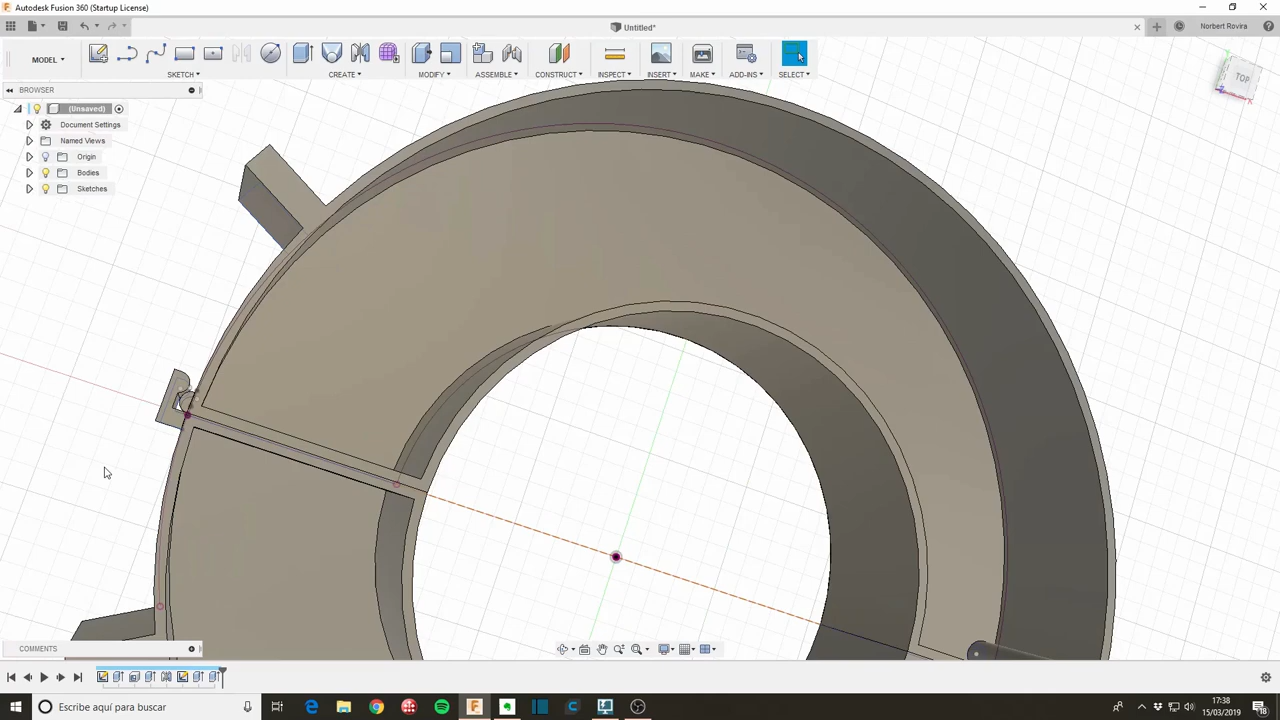 Autodesk Fusion 360 (Startup License)
Untitled*
Norbert Rovira
MODEL
SKETCH
CREATE
MODIFY
ASSEMBLE
CONSTRUCT
INSPECT
INSERT
MAKE
ADD-INS
SELECT
BROWSER
TOP
(Unsaved)
Document Settings
Named Views
Origin
Bodies
Sketches
COMMENTS
Escribe aquí para buscar
17:38
15/03/2019
18